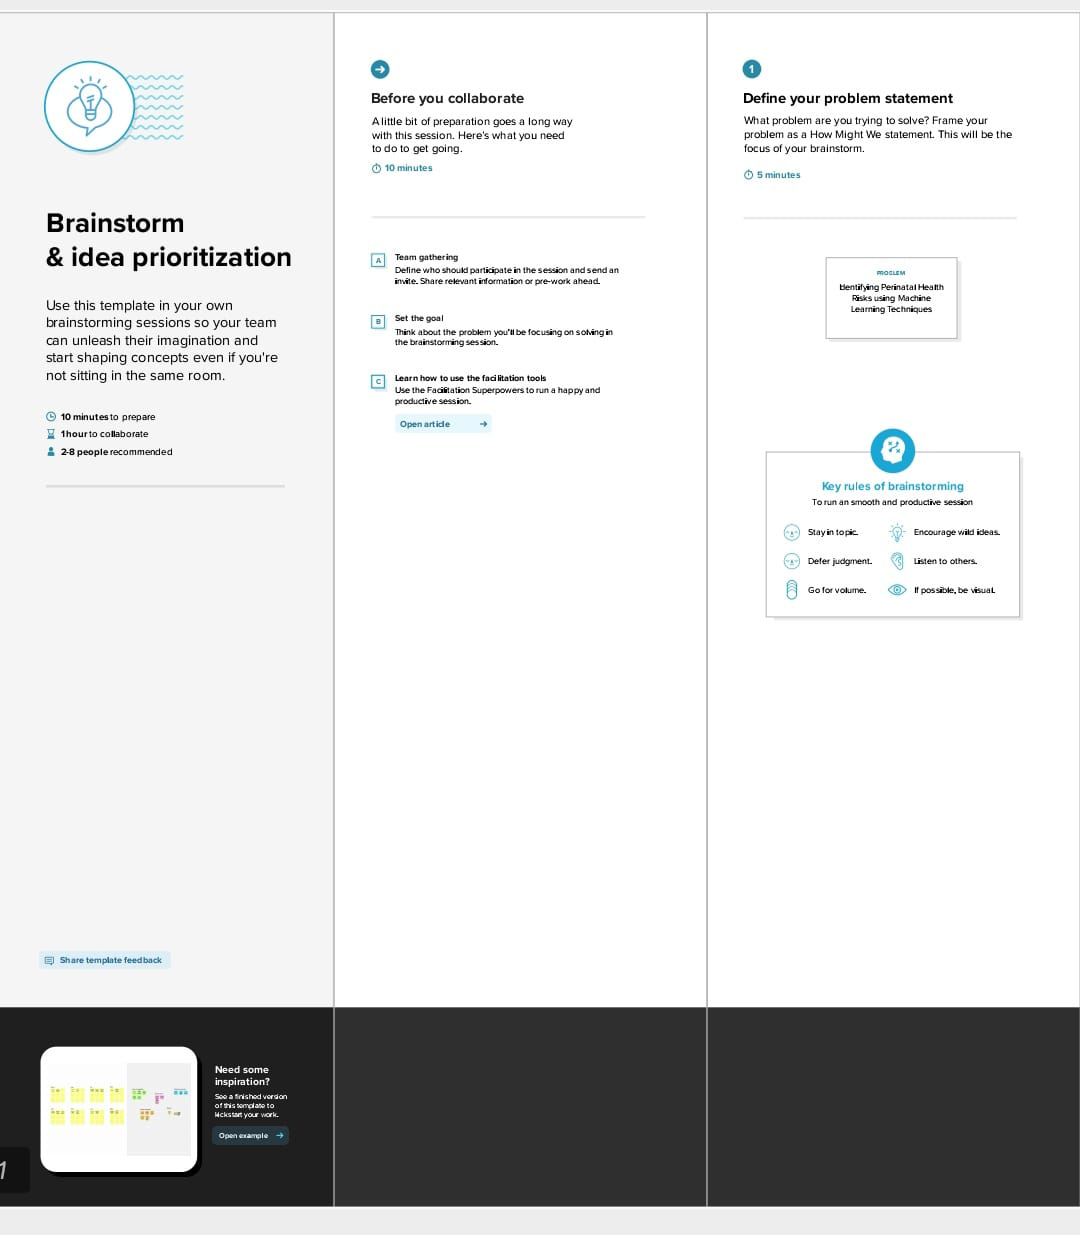 Brainstorm
& idea prioritization
Use this template in your own
brainstorming sessions so your team
can unleash their imagination and
start shaping concepts even if you're
not sitting in the same room.
10 minutes to prepare
1 hour to collaborate
2-8 people recommended
Share template feedback
Need some
inspiration?
See a finished version
of this template to
kickstart your work.
Open example
1
Before you collaborate
A little bit of preparation goes a long way
with this session. Here's what you need
to do to get going.
10 minutes
A
Team gathering
Define who should participate in the session and send an
invite. Share relevant information or pre-work ahead.
B
Set the goal
Think about the problem you'll be focusing on solving in
the brainstorming session.
C
Learn how to use the facilitation tools
Use the Facilitation Superpowers to run a happy and
productive session.
Open article
1
Define your problem statement
What problem are you trying to solve? Frame your
problem as a How Might We statement. This will be the
focus of your brainstorm.
5 minutes
PROBLEM
Identifying Perinatal Health
Risks using Machine
Learning Techniques
Key rules of brainstorming
To run an smooth and productive session
Stay in topic.
Encourage wild ideas.
Defer judgment.
Listen to others.
Go for volume.
If possible, be visual.